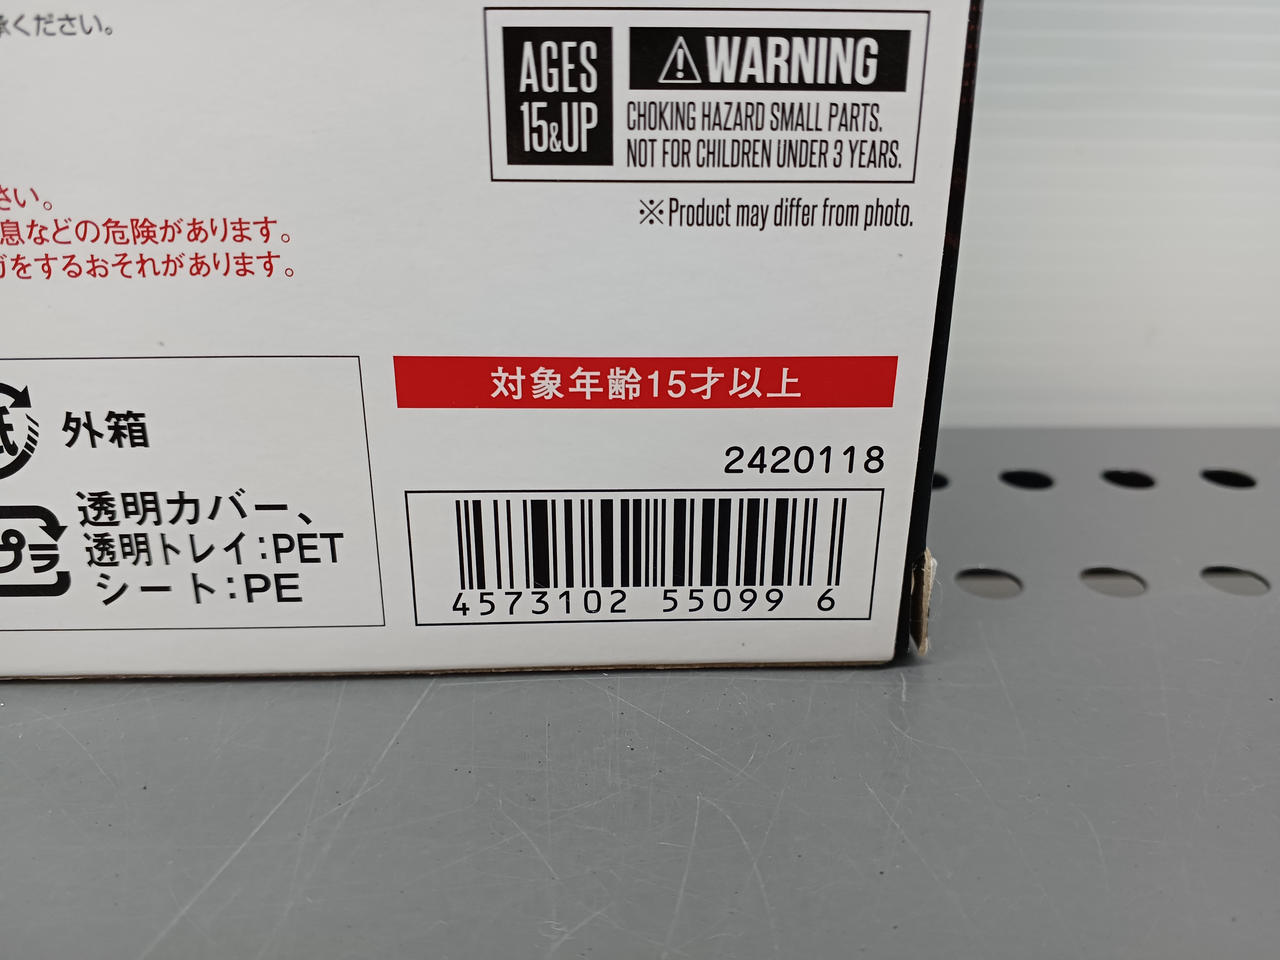 ください。
AGES
15&UP
⚠WARNING
CHOKING HAZARD SMALL PARTS.
NOT FOR CHILDREN UNDER 3 YEARS.
※Product may differ from photo.
さい。
息などの危険があります。
ガをするおそれがあります。
対象年齢15才以上
外箱
プラ
透明カバー、
透明トレイ:PET
シート:PE
2420118
4573102 55099 6